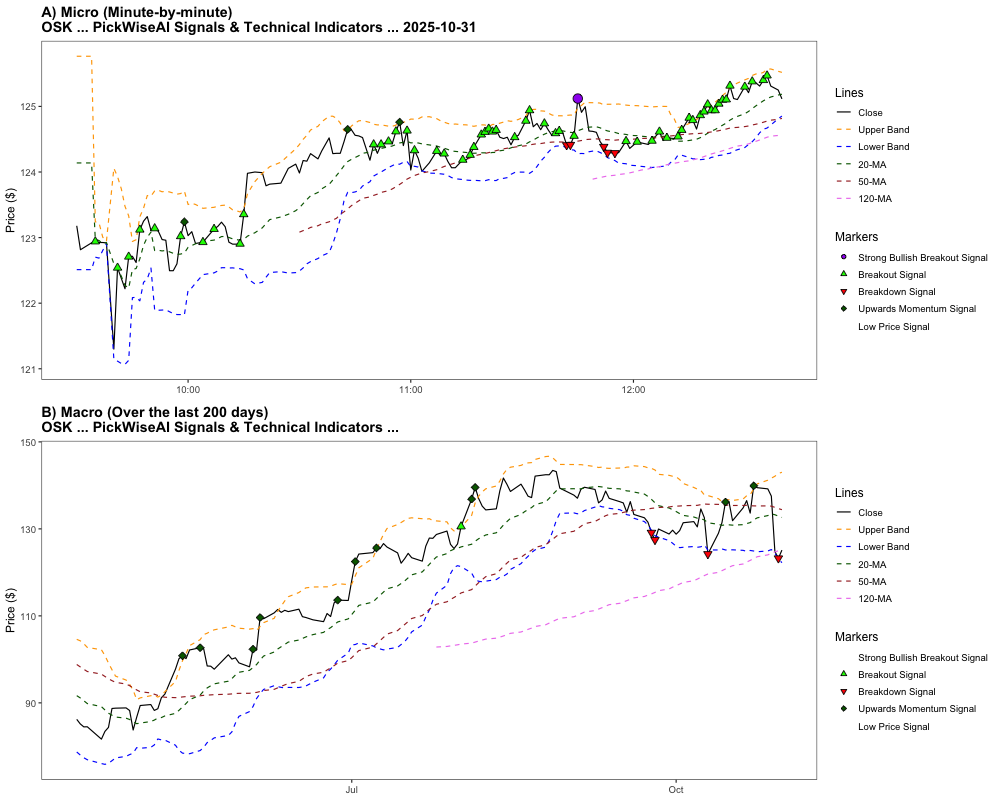 A) Micro (Minute-by-minute)
OSK ... PickWiseAI Signals & Technical Indicators ... 2025-10-31
Price ($)
125
124
123
122
121
10:00
11:00
12:00
Lines
Close
Upper Band
Lower Band
20-MA
50-MA
120-MA
Markers
Strong Bullish Breakout Signal
Breakout Signal
Breakdown Signal
Upwards Momentum Signal
Low Price Signal
B) Macro (Over the last 200 days)
OSK ... PickWiseAI Signals & Technical Indicators ...
Price ($)
150
130
110
90
Jul
Oct
Lines
Close
Upper Band
Lower Band
20-MA
50-MA
120-MA
Markers
Strong Bullish Breakout Signal
Breakout Signal
Breakdown Signal
Upwards Momentum Signal
Low Price Signal